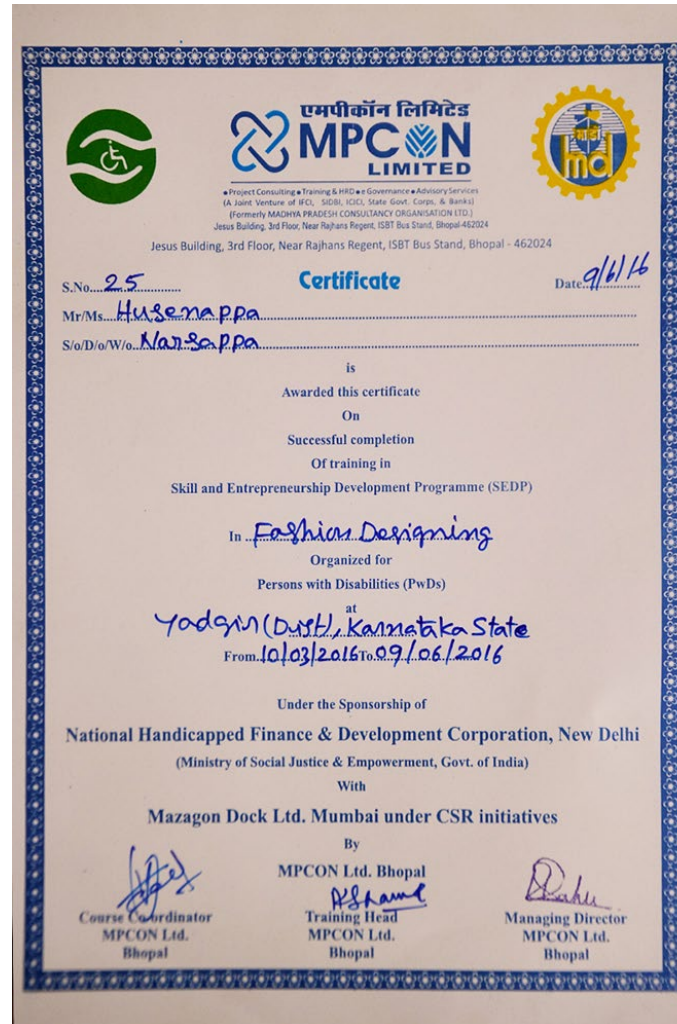 एमपीकॉन लिमिटेड
MPCON
LIMITED
● Project Consulting ● Training & HRD ● e Governance ● Advisory Services
(A Joint Venture of IFCI, SIDBI, ICICI, State Govt. Corps, & Banks)
(Formerly MADHYA PRADESH CONSULTANCY ORGANISATION LTD.)
Jesus Building, 3rd Floor, Near Rajhans Regent, ISBT Bus Stand, Bhopal-462024
Jesus Building, 3rd Floor, Near Rajhans Regent, ISBT Bus Stand, Bhopal - 462024
md
Certificate
S.No....25............ Date..9/6/16
Mr/Ms...Husenappa
S/o/D/o/W/o..Narsappa
is
Awarded this certificate
On
Successful completion
Of training in
Skill and Entrepreneurship Development Programme (SEDP)
In ..Fashion Designing
Organized for
Persons with Disabilities (PwDs)
at
Yadgir (Dist), Karnataka State
From..10/03/2016 To..09/06/2016
Under the Sponsorship of
National Handicapped Finance & Development Corporation, New Delhi
(Ministry of Social Justice & Empowerment, Govt. of India)
With
Mazagon Dock Ltd. Mumbai under CSR initiatives
By
MPCON Ltd. Bhopal
Course Coordinator Training Head Managing Director
MPCON Ltd. MPCON Ltd. MPCON Ltd.
Bhopal Bhopal Bhopal